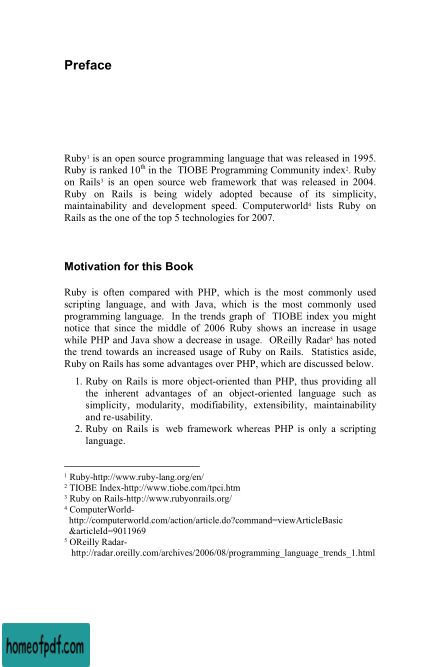 Preface
Ruby¹ is an open source programming language that was released in 1995.
Ruby is ranked 10th in the TIOBE Programming Community index². Ruby
on Rails³ is an open source web framework that was released in 2004.
Ruby on Rails is being widely adopted because of its simplicity,
maintainability and development speed. Computerworld⁴ lists Ruby on
Rails as the one of the top 5 technologies for 2007.
Motivation for this Book
Ruby is often compared with PHP, which is the most commonly used
scripting language, and with Java, which is the most commonly used
programming language. In the trends graph of TIOBE index you might
notice that since the middle of 2006 Ruby shows an increase in usage
while PHP and Java show a decrease in usage. OReilly Radar⁵ has noted
the trend towards an increased usage of Ruby on Rails. Statistics aside,
Ruby on Rails has some advantages over PHP, which are discussed below.
1. Ruby on Rails is more object-oriented than PHP, thus providing all
the inherent advantages of an object-oriented language such as
simplicity, modularity, modifiability, extensibility, maintainability
and re-usability.
2. Ruby on Rails is web framework whereas PHP is only a scripting
language.
¹ Ruby-http://www.ruby-lang.org/en/
² TIOBE Index-http://www.tiobe.com/tpci.htm
³ Ruby on Rails-http://www.rubyonrails.org/
⁴ ComputerWorld-
http://computerworld.com/action/article.do?command=viewArticleBasic
&articleId=9011969
⁵ OReilly Radar-
http://radar.oreilly.com/archives/2006/08/programming_language_trends_1.html
homeofpdf.com